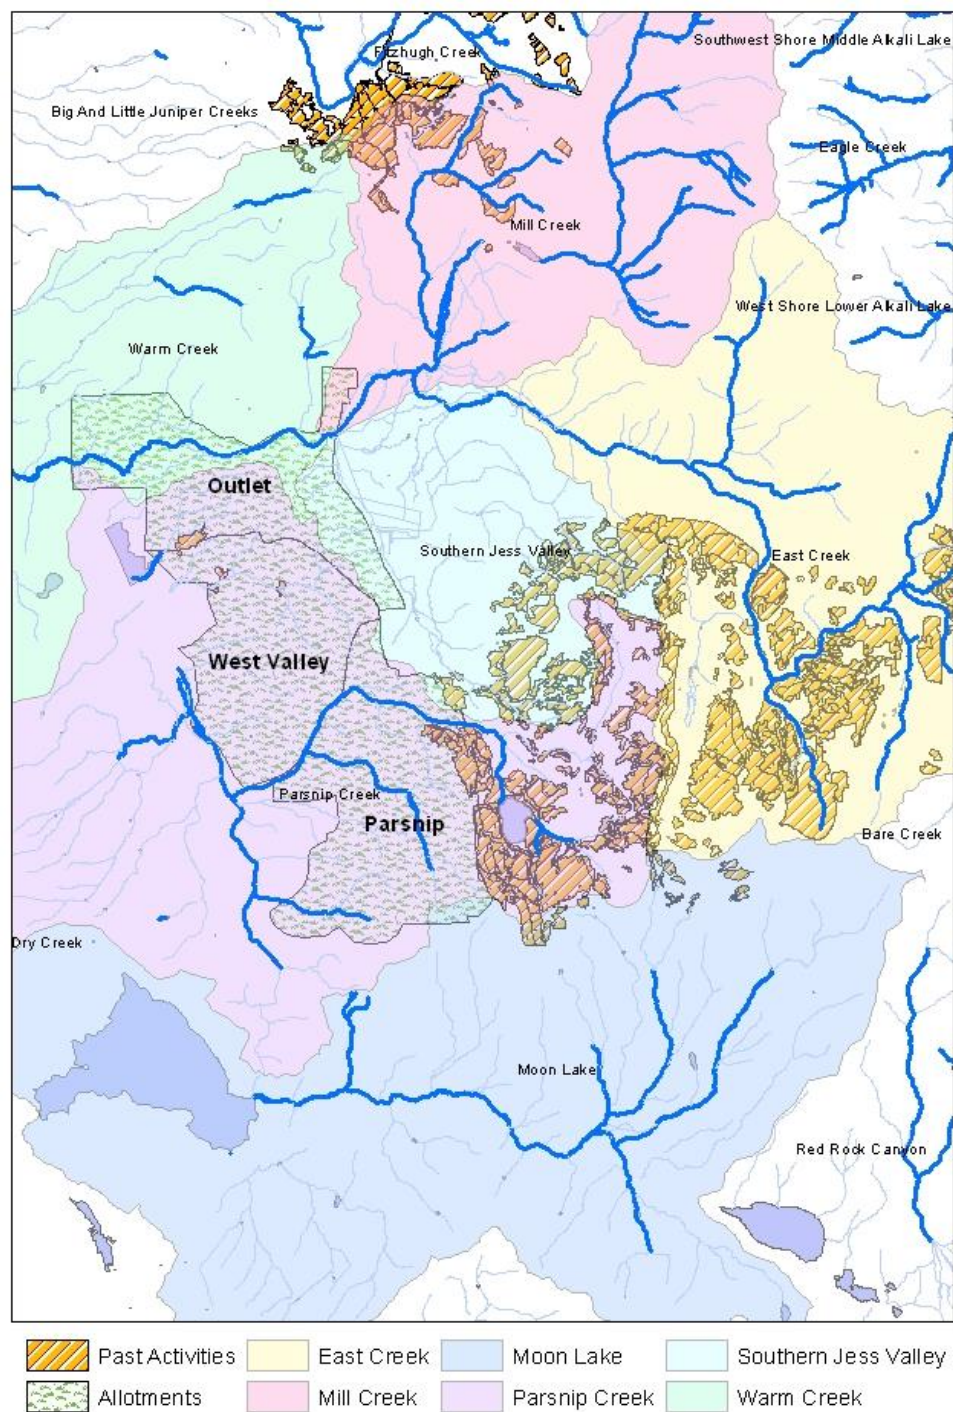 Southwest Shore Middle Alkali Lake
Fitzhugh Creek
Big And Little Juniper Creeks
Eagle Creek
Mill Creek
West Shore Lower Alkali Lake
Warm Creek
Outlet
Southern Jess Valley
East Creek
West Valley
Parsnip Creek
Parsnip
Bare Creek
Dry Creek
Moon Lake
Red Rock Canyon
Past Activities
East Creek
Moon Lake
Southern Jess Valley
Allotments
Mill Creek
Parsnip Creek
Warm Creek